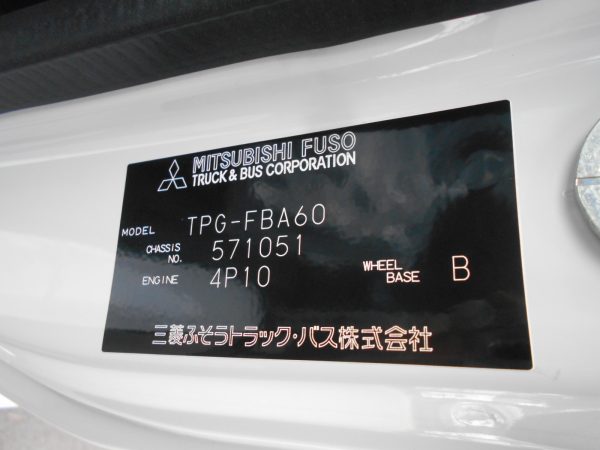 MITSUBISHI FUSO
TRUCK & BUS CORPORATION
MODEL TPG-FBA60
CHASSIS NO. 571051
ENGINE 4P10 WHEEL BASE B
三菱ふそうトラック・バス株式会社